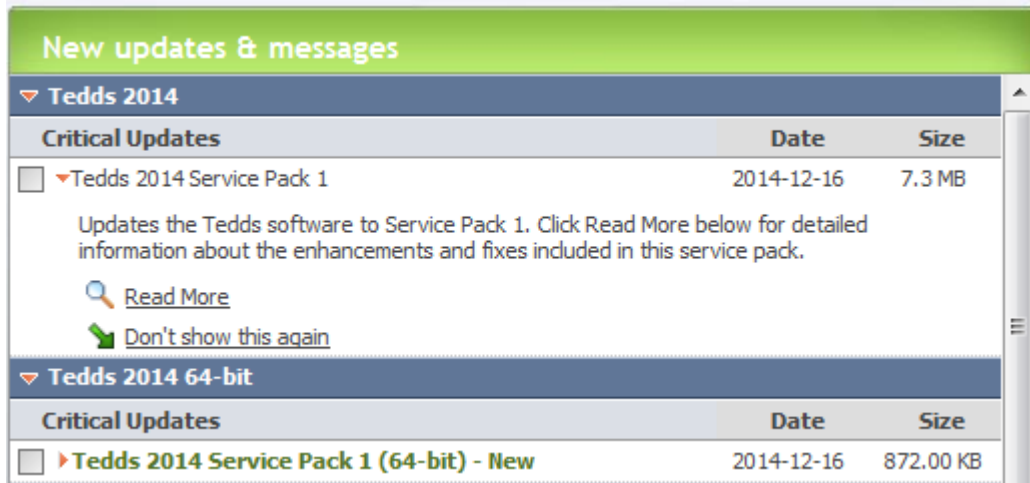 New updates & messages
Tedds 2014
Critical Updates Date Size
Tedds 2014 Service Pack 1 2014-12-16 7.3 MB
Updates the Tedds software to Service Pack 1. Click Read More below for detailed
information about the enhancements and fixes included in this service pack.
Read More
Don't show this again
Tedds 2014 64-bit
Critical Updates Date Size
Tedds 2014 Service Pack 1 (64-bit) - New 2014-12-16 872.00 KB